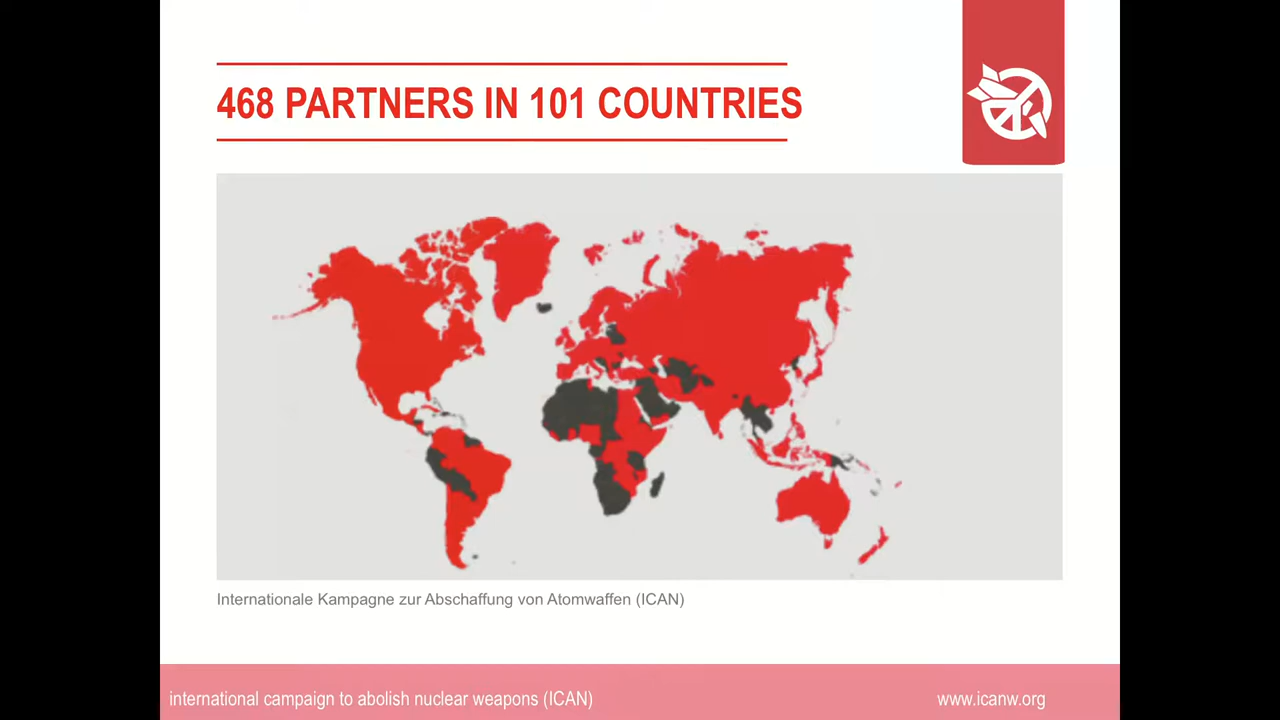 468 PARTNERS IN 101 COUNTRIES
Internationale Kampagne zur Abschaffung von Atomwaffen (ICAN)
international campaign to abolish nuclear weapons (ICAN)
www.icanw.org